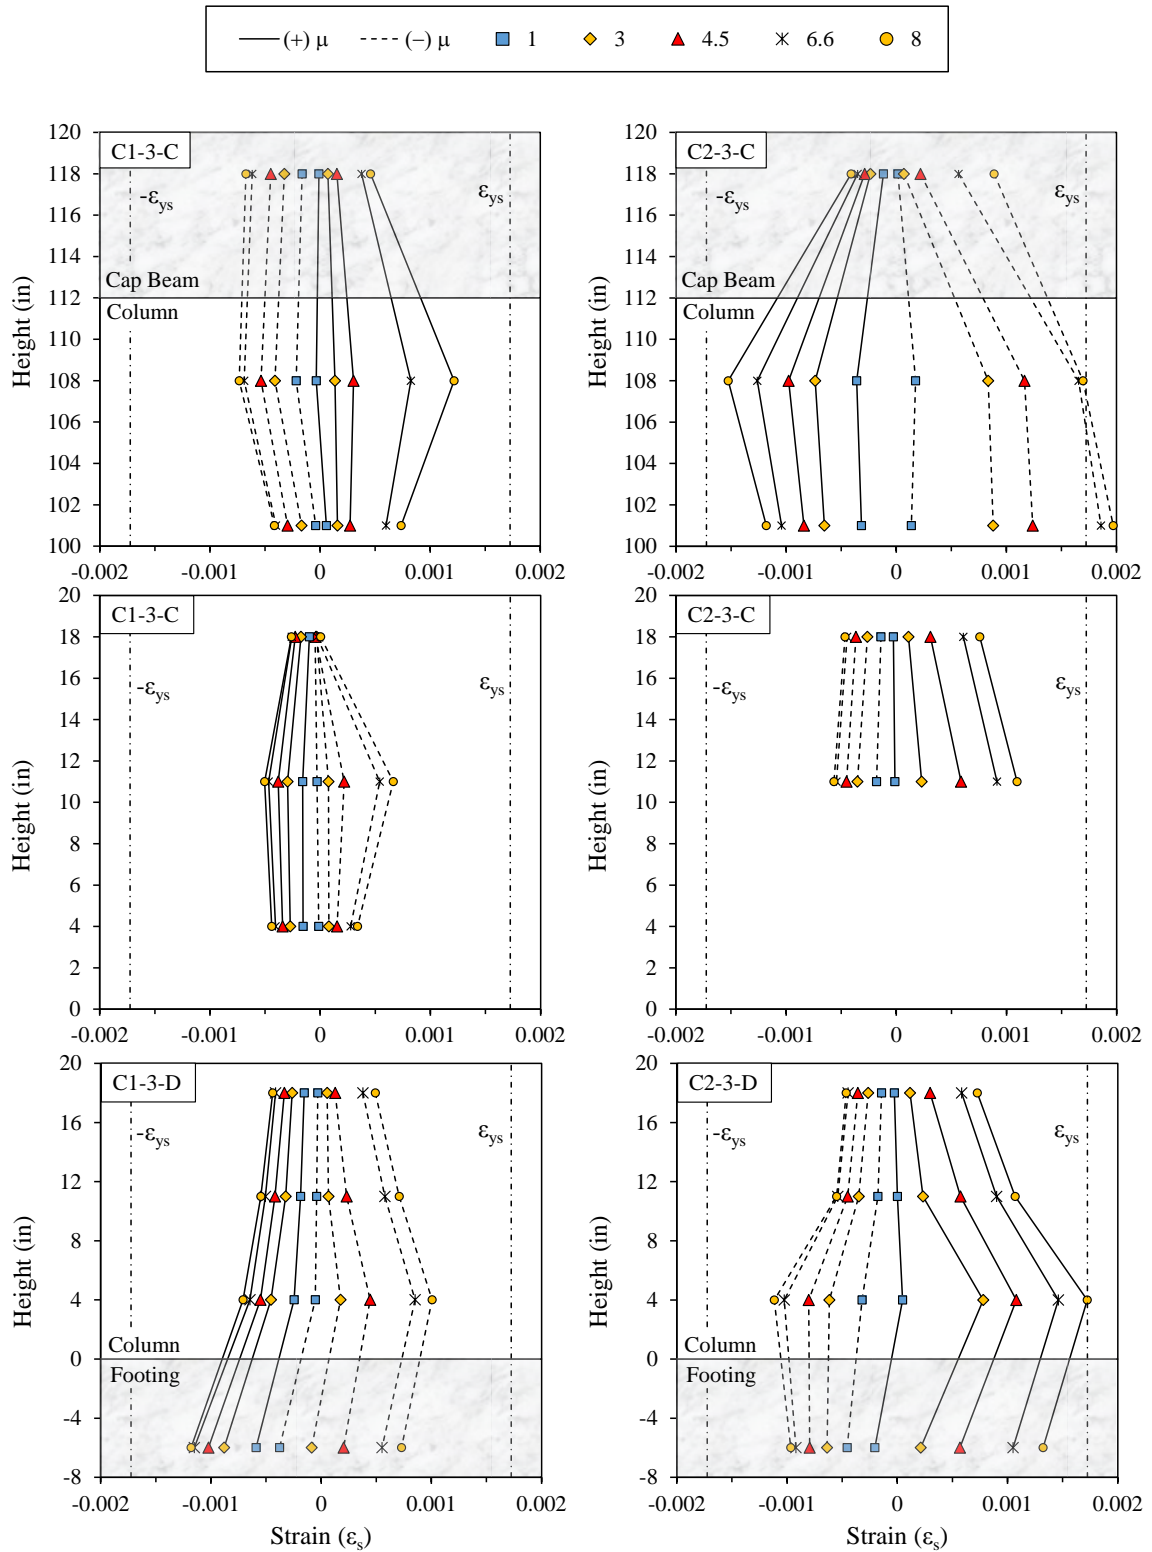 (+) μ (−) μ 1 3 4.5 6.6 8
120 118 116 114 112 110 108 106 104 102 100
C1-3-C
-εys εys
Cap Beam
Column
Height (in)
-0.002 -0.001 0 0.001 0.002
120 118 116 114 112 110 108 106 104 102 100
C2-3-C
-εys εys
Cap Beam
Column
Height (in)
-0.002 -0.001 0 0.001 0.002
20 18 16 14 12 10 8 6 4 2 0
C1-3-C
-εys εys
Height (in)
-0.002 -0.001 0 0.001 0.002
20 18 16 14 12 10 8 6 4 2 0
C2-3-C
-εys εys
Height (in)
-0.002 -0.001 0 0.001 0.002
20 16 12 8 4 0 -4 -8
C1-3-D
-εys εys
Column
Footing
Height (in)
-0.002 -0.001 0 0.001 0.002
Strain (εs)
20 16 12 8 4 0 -4 -8
C2-3-D
-εys εys
Column
Footing
Height (in)
-0.002 -0.001 0 0.001 0.002
Strain (εs)